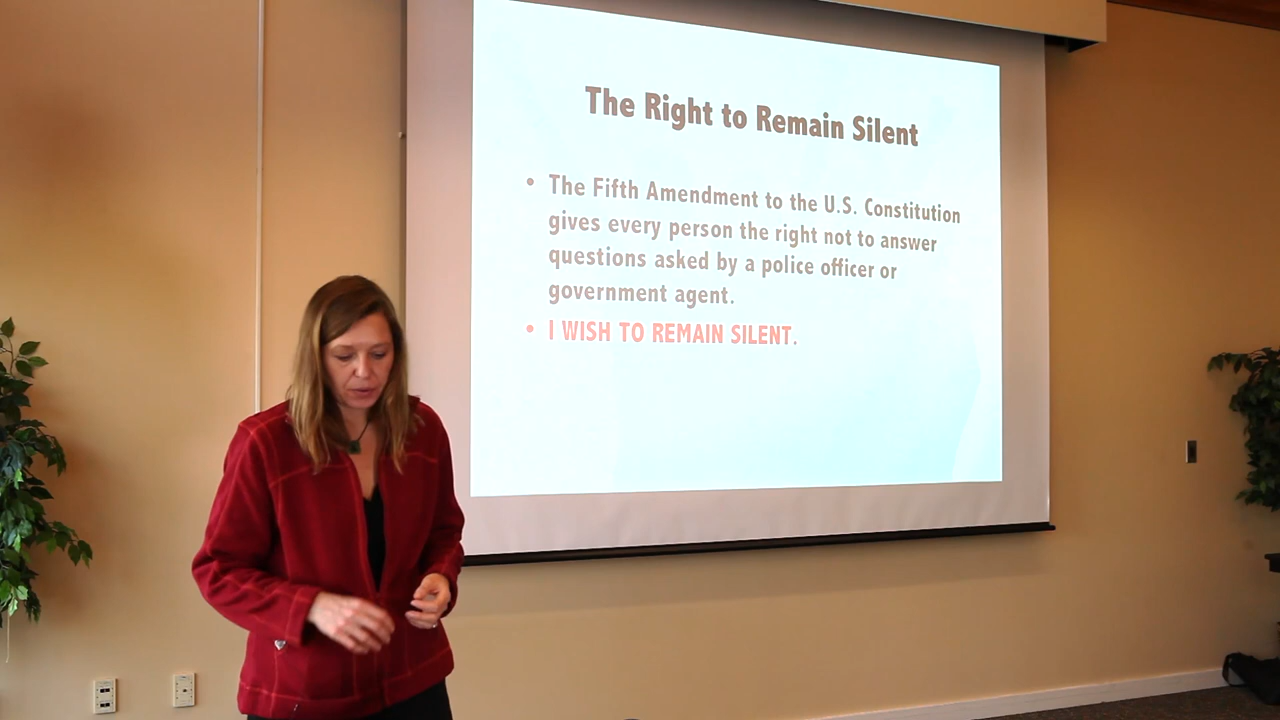 The Right to Remain Silent
• The Fifth Amendment to the U.S. Constitution
gives every person the right not to answer
questions asked by a police officer or
government agent.
• I WISH TO REMAIN SILENT.